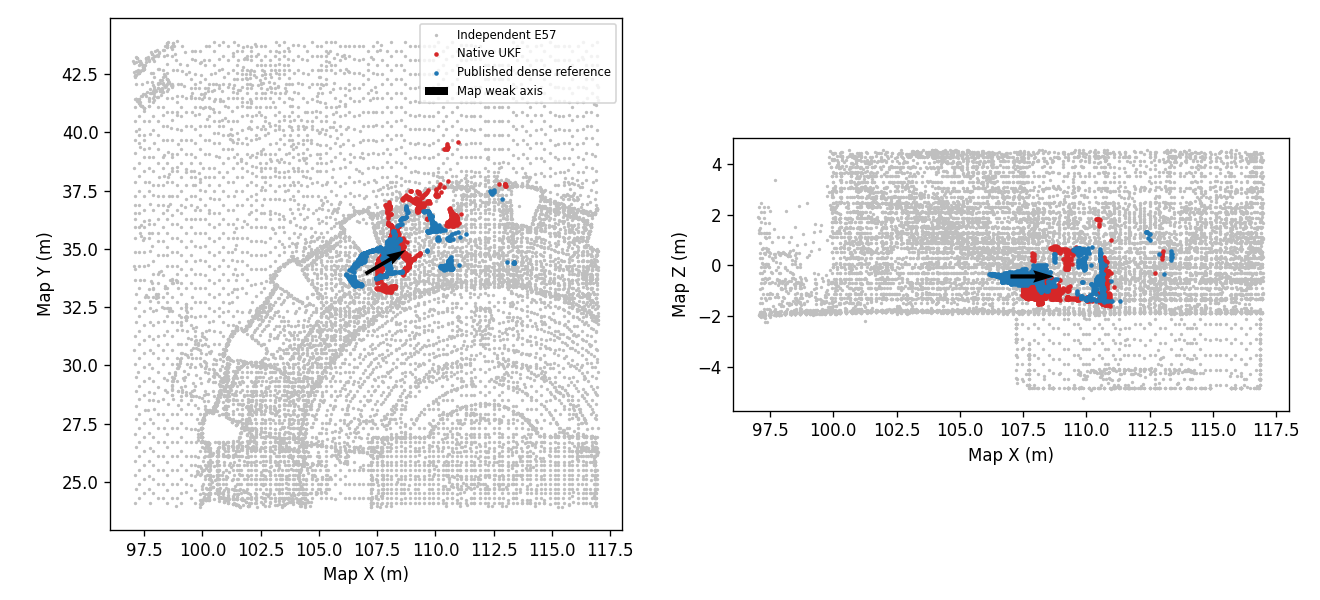 Independent E57
Native UKF
Published dense reference
Map weak axis
42.5
40.0
37.5
35.0
32.5
30.0
27.5
25.0
Map Y (m)
97.5 100.0 102.5 105.0 107.5 110.0 112.5 115.0 117.5
Map X (m)
4
2
0
−2
−4
Map Z (m)
97.5 100.0 102.5 105.0 107.5 110.0 112.5 115.0 117.5
Map X (m)